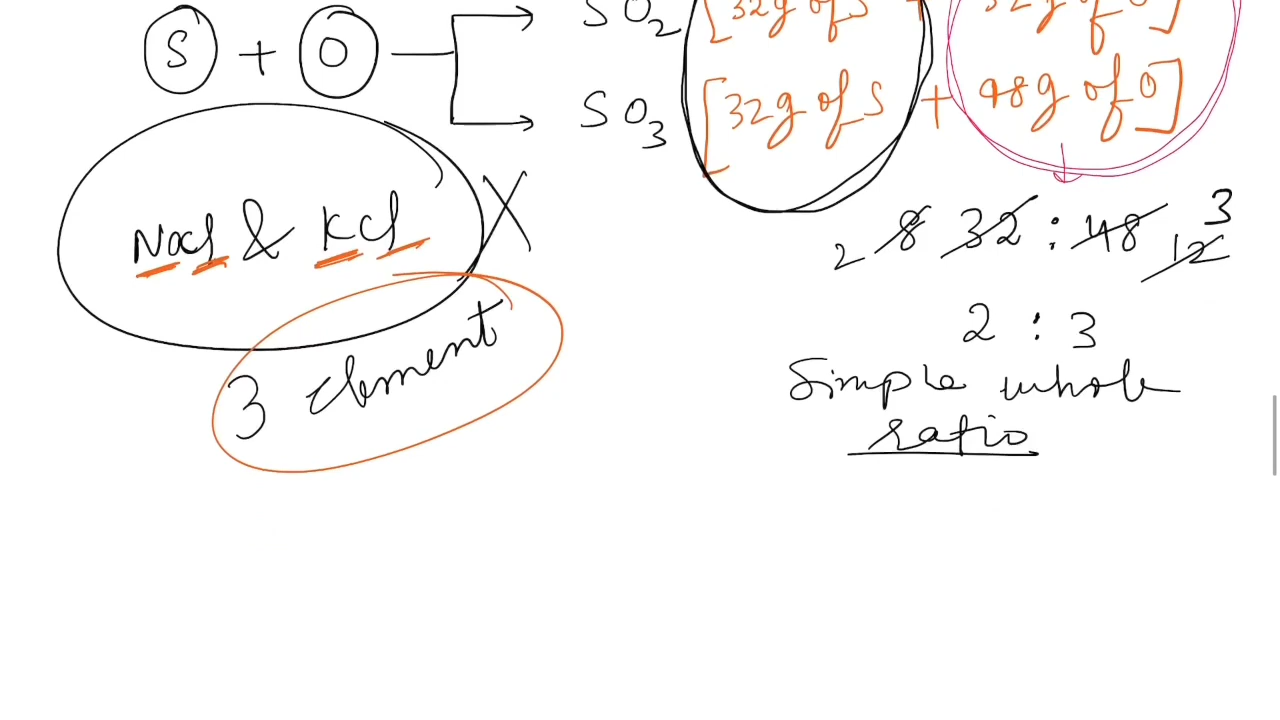 SO2 [32g of S + 32g of O]
S + O
SO3 [32g of S + 48g of O]
NaCl & KCl X
2 8 32 : 48 12 3
2 : 3
3 element
Simple whole
ratio